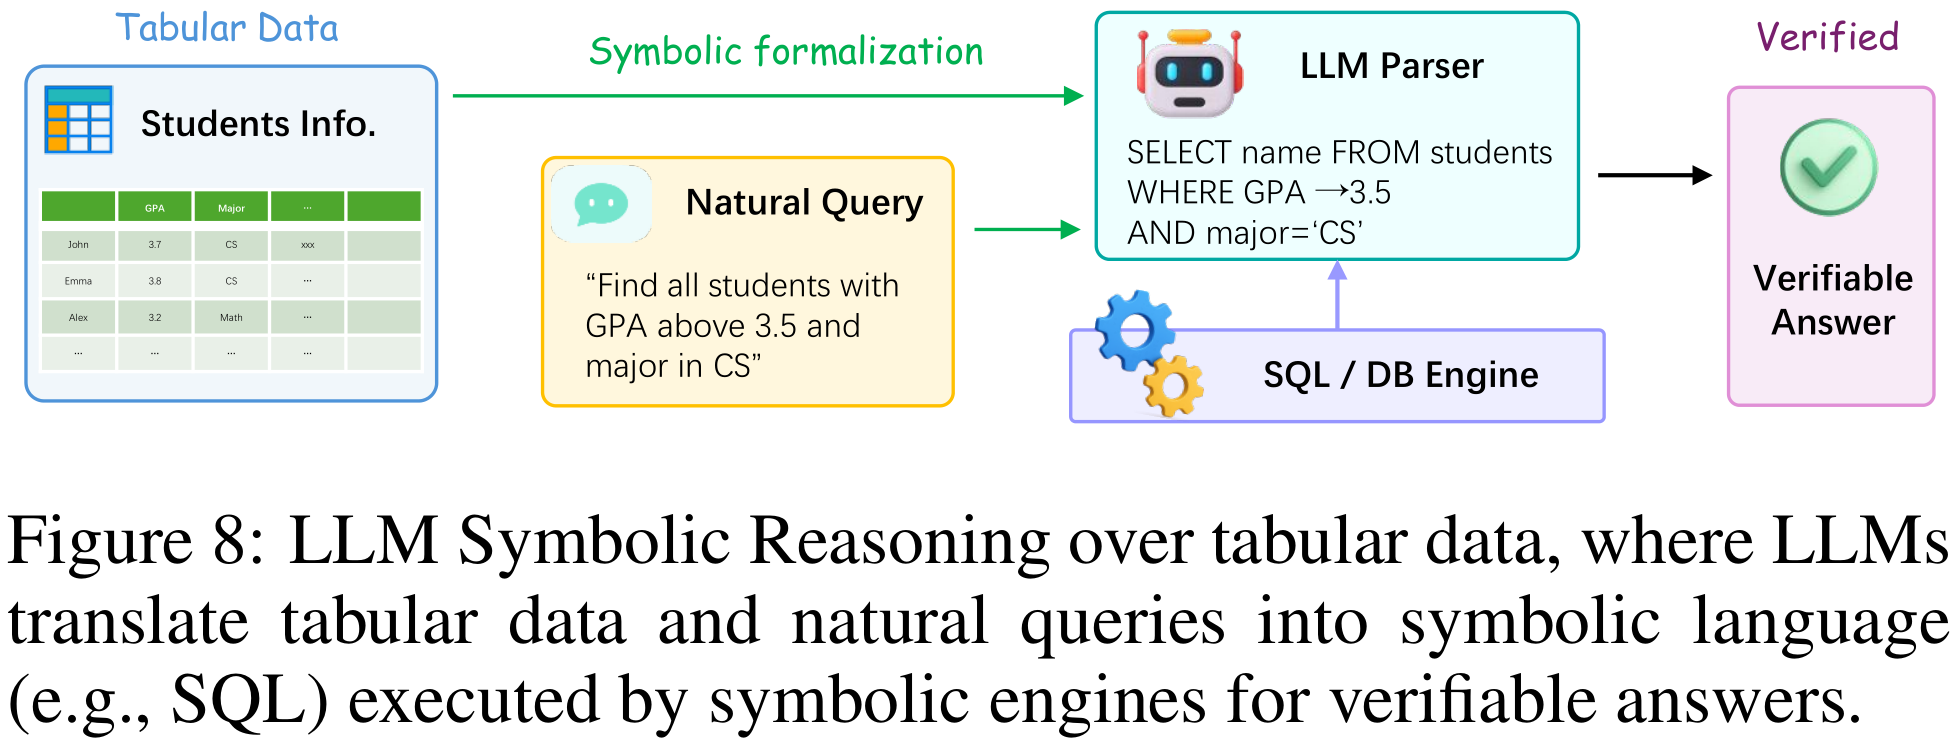 Tabular Data
Students Info.
GPA Major ...
John 3.7 CS xxx
Emma 3.8 CS ...
Alex 3.2 Math ...
... ... ... ...
Symbolic formalization
Natural Query
“Find all students with
GPA above 3.5 and
major in CS”
LLM Parser
SELECT name FROM students
WHERE GPA →3.5
AND major=‘CS’
SQL / DB Engine
Verified
Verifiable
Answer
Figure 8: LLM Symbolic Reasoning over tabular data, where LLMs
translate tabular data and natural queries into symbolic language
(e.g., SQL) executed by symbolic engines for verifiable answers.